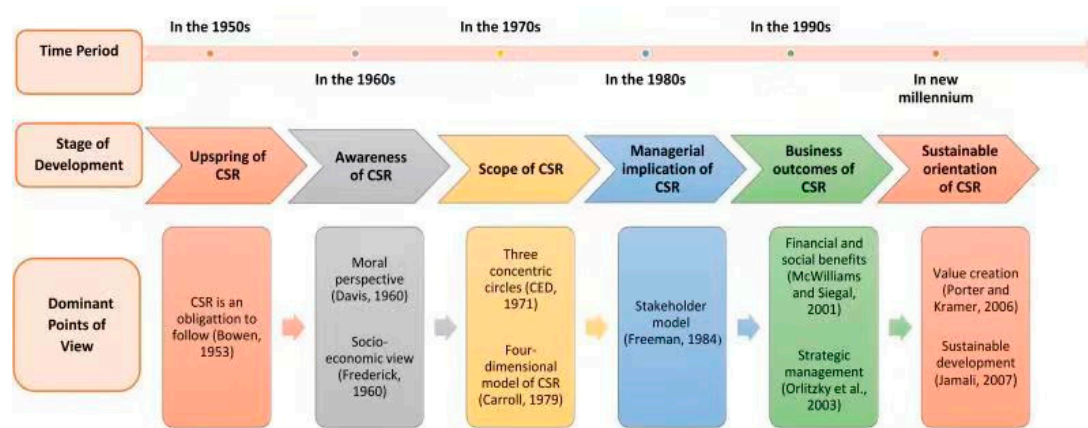 In the 1950s
In the 1970s
In the 1990s
Time Period
In the 1960s
In the 1980s
In new
millennium
Stage of
Development
Upspring of
CSR
Awareness
of CSR
Scope of CSR
Managerial
implication of
CSR
Business
outcomes of
CSR
Sustainable
orientation
of CSR
Dominant
Points of
View
CSR is an
obligattion to
follow (Bowen,
1953)
Moral
perspective
(Davis, 1960)
Socio-
economic view
(Frederick,
1960)
Three
concentric
circles (CED,
1971)
Four-
dimensional
model of CSR
(Carroll, 1979)
Stakeholder
model
(Freeman, 1984)
Financial and
social benefits
(McWilliams
and Siegal,
2001)
Strategic
management
(Orlitzky et al.,
2003)
Value creation
(Porter and
Kramer, 2006)
Sustainable
development
(Jamali, 2007)